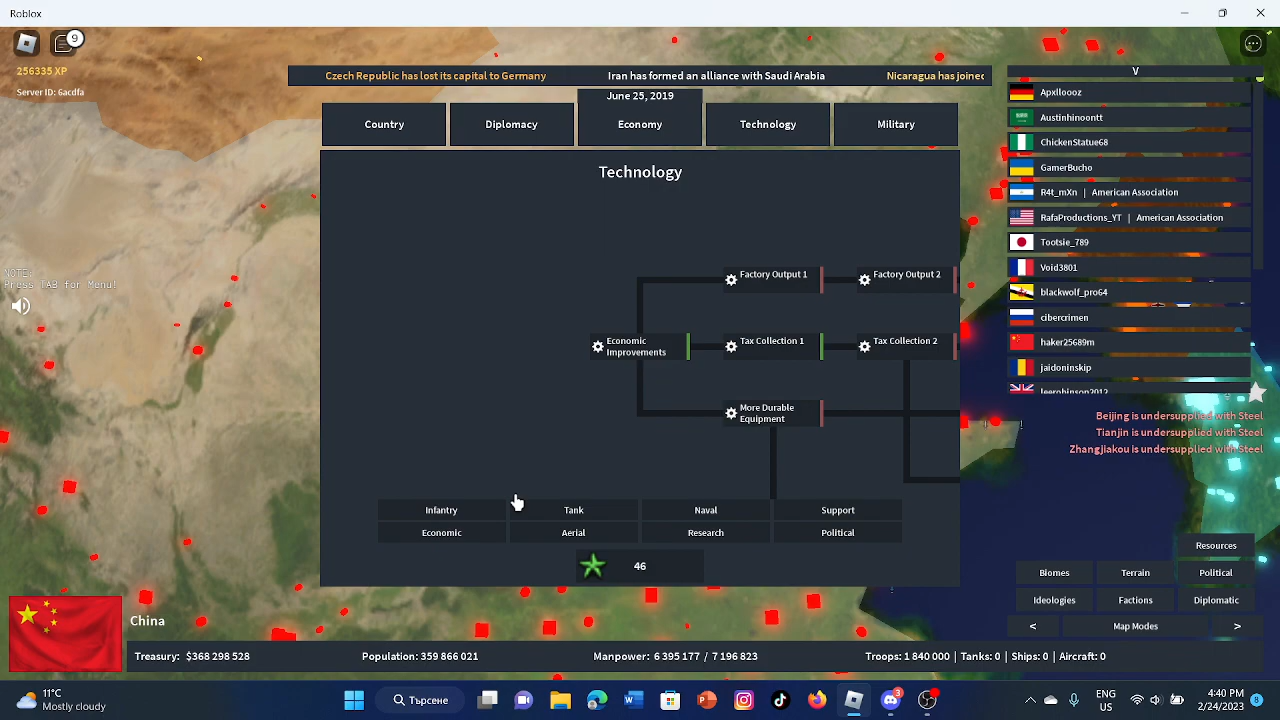 Roblox
9
256335 XP
Server ID: 6acdfa
Czech Republic has lost its capital to Germany
Iran has formed an alliance with Saudi Arabia
Nicaragua has joined
June 25, 2019
Country
Diplomacy
Economy
Technology
Military
Technology
Factory Output 1
Factory Output 2
Economic
Improvements
Tax Collection 1
Tax Collection 2
More Durable
Equipment
Infantry
Tank
Naval
Support
Economic
Aerial
Research
Political
46
NOTE:
Press TAB for Menu!
V
Apxlloooz
Austinhinoontt
ChickenStatue68
GamerBucho
R4t_mXn | American Association
RafaProductions_YT | American Association
Tootsie_789
Void3801
blackwolf_pro64
cibercrimen
haker25689m
jaidoninskip
leerobinson2012
Beijing is undersupplied with Steel
Tianjin is undersupplied with Steel
Zhangjiakou is undersupplied with Steel
Resources
Biomes
Terrain
Political
Ideologies
Factions
Diplomatic
<
Map Modes
>
China
Treasury: $368 298 528
Population: 359 866 021
Manpower: 6 395 177 / 7 196 823
Troops: 1 840 000 | Tanks: 0 | Ships: 0 | Aircraft: 0
11°C
Mostly cloudy
Търсене
3
ENG
US
4:40 PM
2/24/2023
8